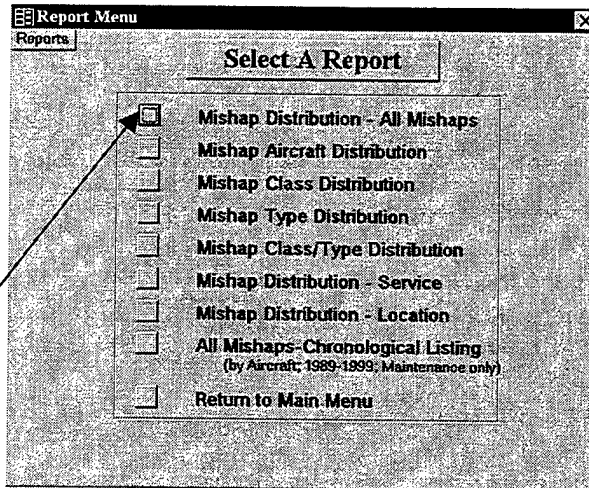 Report Menu
Reports
Select A Report
Mishap Distribution - All Mishaps
Mishap Aircraft Distribution
Mishap Class Distribution
Mishap Type Distribution
Mishap Class/Type Distribution
Mishap Distribution - Service
Mishap Distribution - Location
All Mishaps-Chronological Listing
(by Aircraft; 1989-1999; Maintenance only)
Return to Main Menu